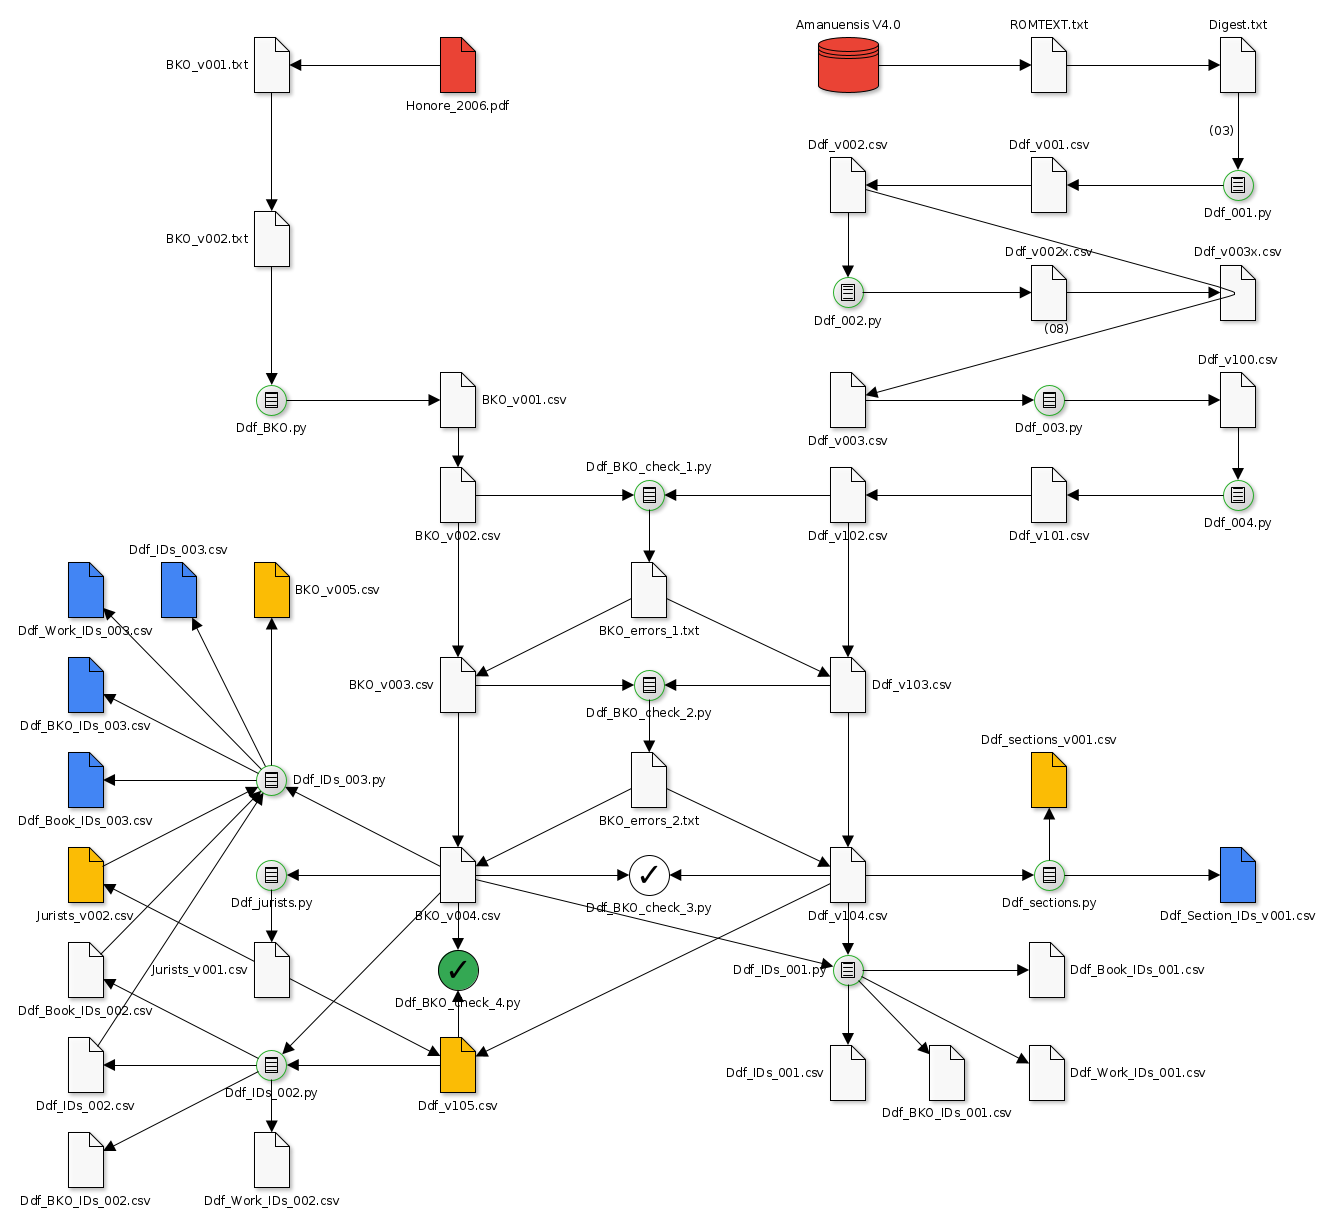 Amanuensis V4.0
ROMTEXT.txt
Digest.txt
BKO_v001.txt
Honore_2006.pdf
(03)
Ddf_v002.csv
Ddf_v001.csv
Ddf_001.py
BKO_v002.txt
Ddf_v002x.csv
Ddf_v003x.csv
Ddf_002.py
(08)
Ddf_v100.csv
BKO_v001.csv
Ddf_BKO.py
Ddf_v003.csv
Ddf_003.py
Ddf_BKO_check_1.py
Ddf_004.py
BKO_v002.csv
Ddf_v102.csv
Ddf_v101.csv
Ddf_IDs_003.csv
BKO_v005.csv
Ddf_Work_IDs_003.csv
BKO_errors_1.txt
BKO_v003.csv
Ddf_v103.csv
Ddf_BKO_IDs_003.csv
Ddf_BKO_check_2.py
Ddf_sections_v001.csv
Ddf_IDs_003.py
Ddf_Book_IDs_003.csv
BKO_errors_2.txt
Jurists_v002.csv
Ddf_jurists.py
BKO_v004.csv
Ddf_BKO_check_3.py
Ddf_v104.csv
Ddf_sections.py
Ddf_Section_IDs_v001.csv
Jurists_v001.csv
Ddf_IDs_001.py
Ddf_Book_IDs_001.csv
Ddf_Book_IDs_002.csv
Ddf_BKO_check_4.py
Ddf_IDs_001.csv
Ddf_Work_IDs_001.csv
Ddf_IDs_002.py
Ddf_IDs_002.csv
Ddf_v105.csv
Ddf_BKO_IDs_001.csv
Ddf_BKO_IDs_002.csv
Ddf_Work_IDs_002.csv